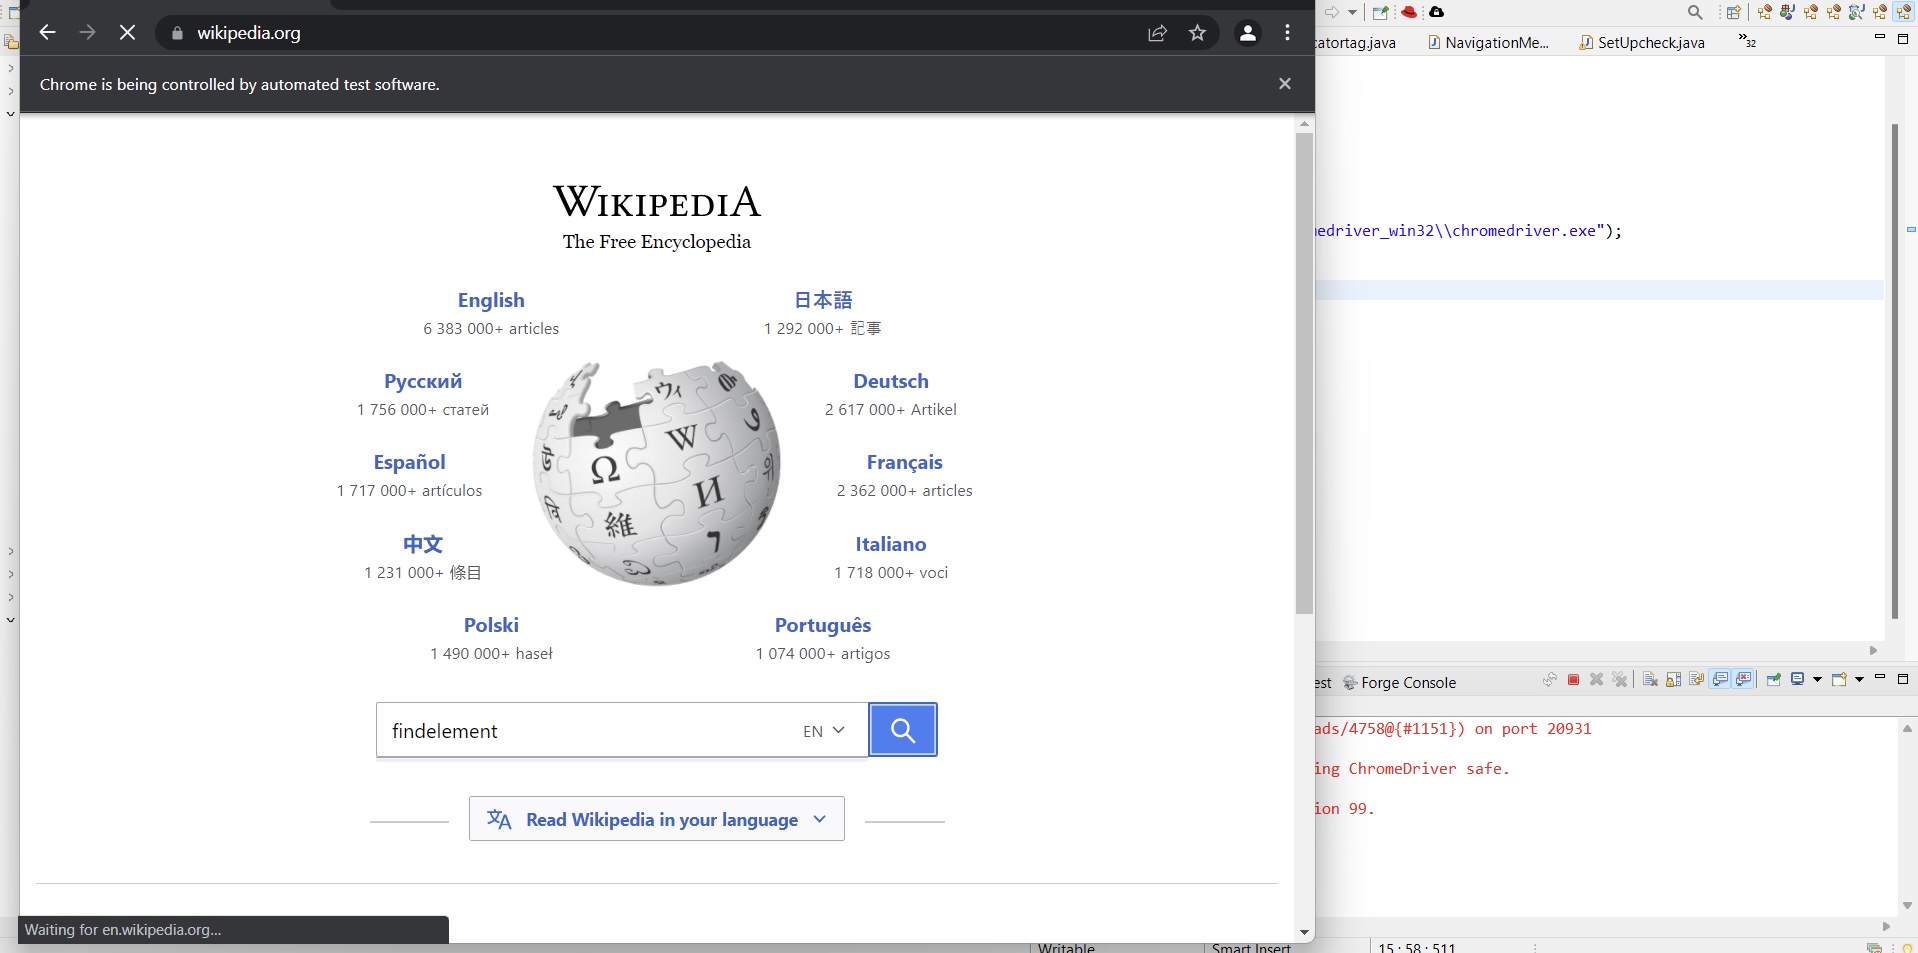 wikipedia.org
Chrome is being controlled by automated test software.
WIKIPEDIA
The Free Encyclopedia
English
6 383 000+ articles
日本語
1 292 000+ 記事
Русский
1 756 000+ статей
Deutsch
2 617 000+ Artikel
Español
1 717 000+ artículos
Français
2 362 000+ articles
中文
1 231 000+ 條目
Italiano
1 718 000+ voci
Polski
1 490 000+ haseł
Português
1 074 000+ artigos
findelement EN
Read Wikipedia in your language
Waiting for en.wikipedia.org...
catortag.java NavigationMe... SetUpcheck.java »32
medriver_win32\\chromedriver.exe");
est Forge Console
ads/4758@{#1151}) on port 20931
ing ChromeDriver safe.
ion 99.
Writable Smart Insert 15 : 58 : 511